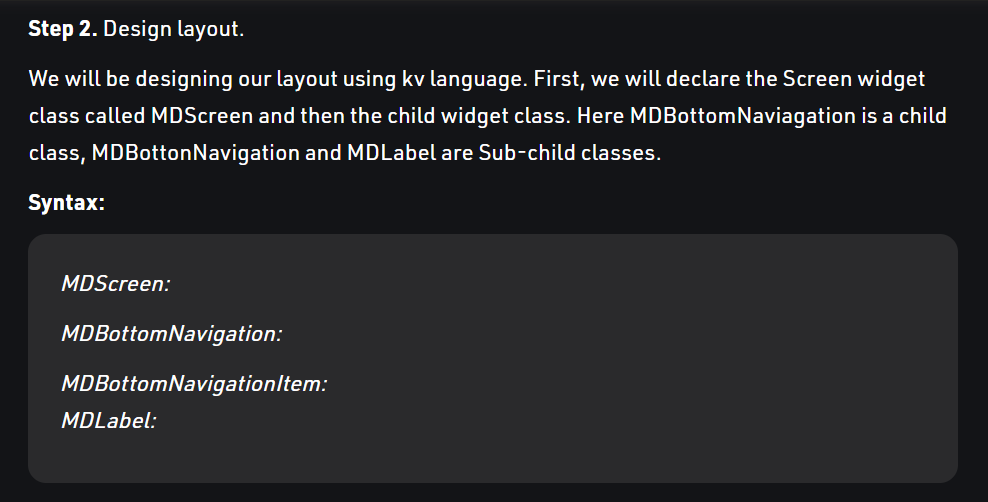 Step 2. Design layout.
We will be designing our layout using kv language. First, we will declare the Screen widget
class called MDScreen and then the child widget class. Here MDBottomNaviagation is a child
class, MDBottonNavigation and MDLabel are Sub-child classes.
Syntax:
MDScreen:
MDBottomNavigation:
MDBottomNavigationItem:
MDLabel: